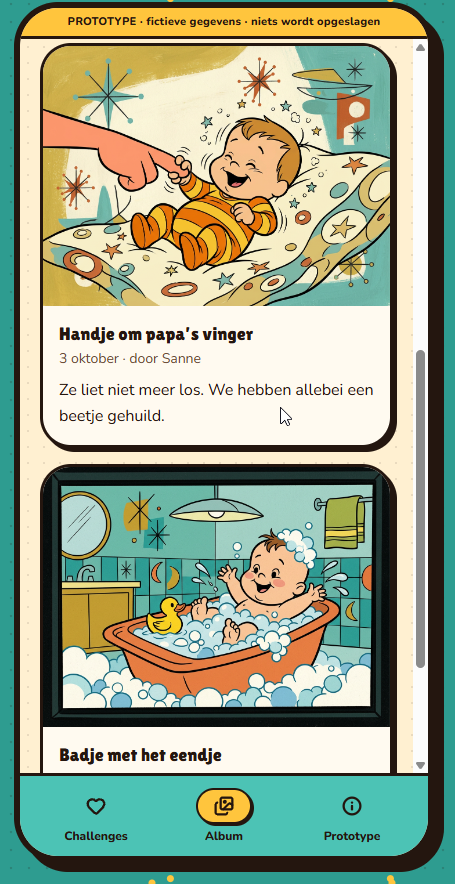 PROTOTYPE · fictieve gegevens · niets wordt opgeslagen
Handje om papa's vinger
3 oktober · door Sanne
Ze liet niet meer los. We hebben allebei een
beetje gehuild.
Badje met het eendje
Challenges
Album
Prototype